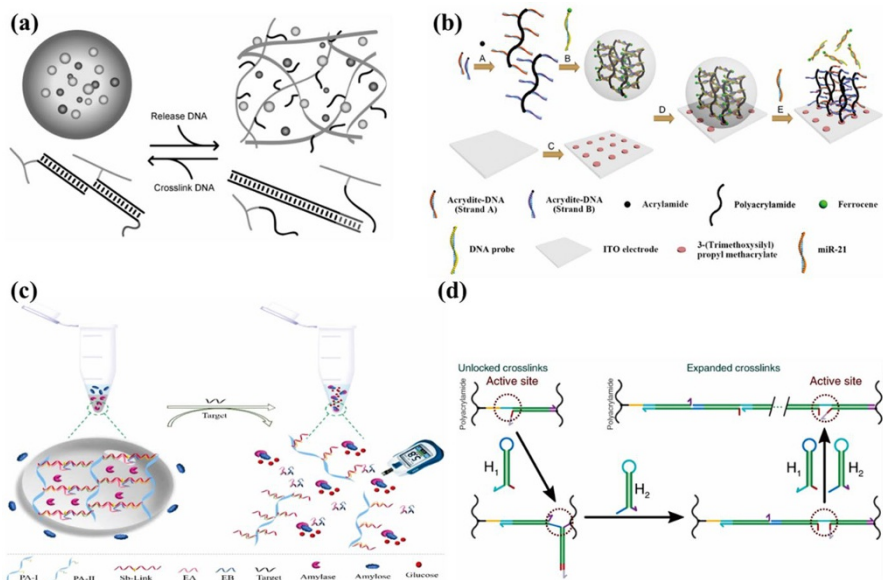 (a)
Release DNA
Crosslink DNA
(b)
A
B
C
D
E
Acrydite-DNA
(Strand A)
Acrydite-DNA
(Strand B)
Acrylamide
Polyacrylamide
Ferrocene
DNA probe
ITO electrode
3-(Trimethoxysilyl)
propyl methacrylate
miR-21
(c)
Target
PA-I
PA-II
Sb-Link
EA
EB
Target
Amylase
Amylose
Glucose
(d)
Unlocked crosslinks
Active site
Polyacrylamide
Expanded crosslinks
Active site
Polyacrylamide
H1
H2
H1
H2